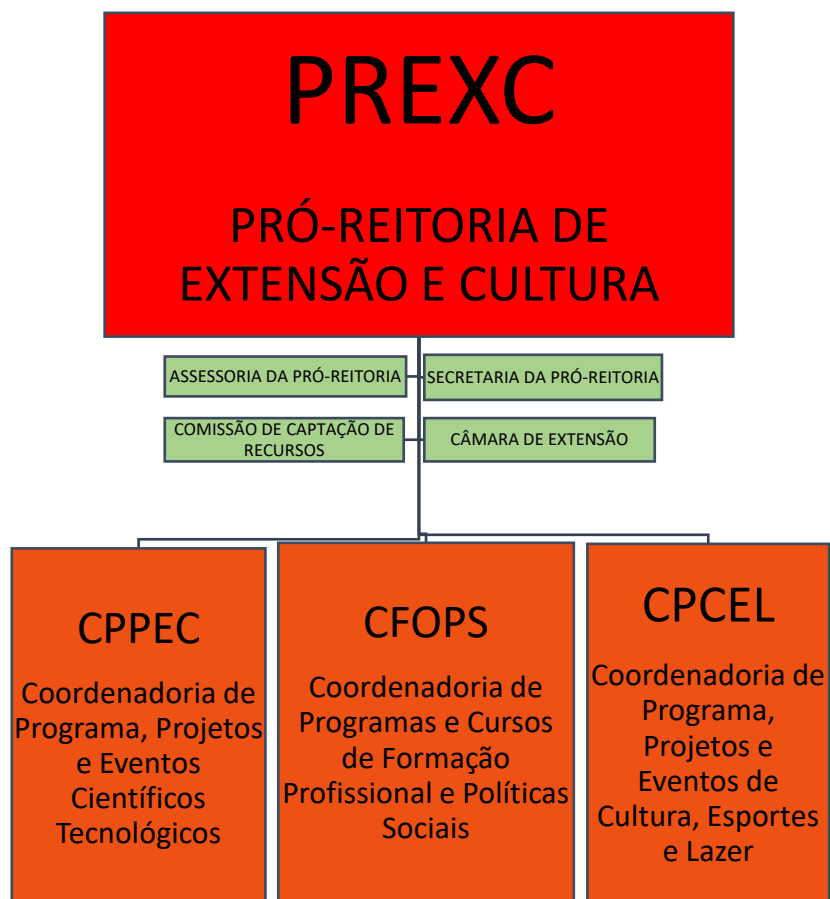 PREXC
PRÓ-REITORIA DE
EXTENSÃO E CULTURA
ASSESSORIA DA PRÓ-REITORIA
SECRETARIA DA PRÓ-REITORIA
COMISSÃO DE CAPTAÇÃO DE
RECURSOS
CÂMARA DE EXTENSÃO
CPPEC
Coordenadoria de
Programa, Projetos
e Eventos
Científicos
Tecnológicos
CFOPS
Coordenadoria de
Programas e Cursos
de Formação
Profissional e Políticas
Sociais
CPCEL
Coordenadoria de
Programa,
Projetos e
Eventos de
Cultura, Esportes
e Lazer